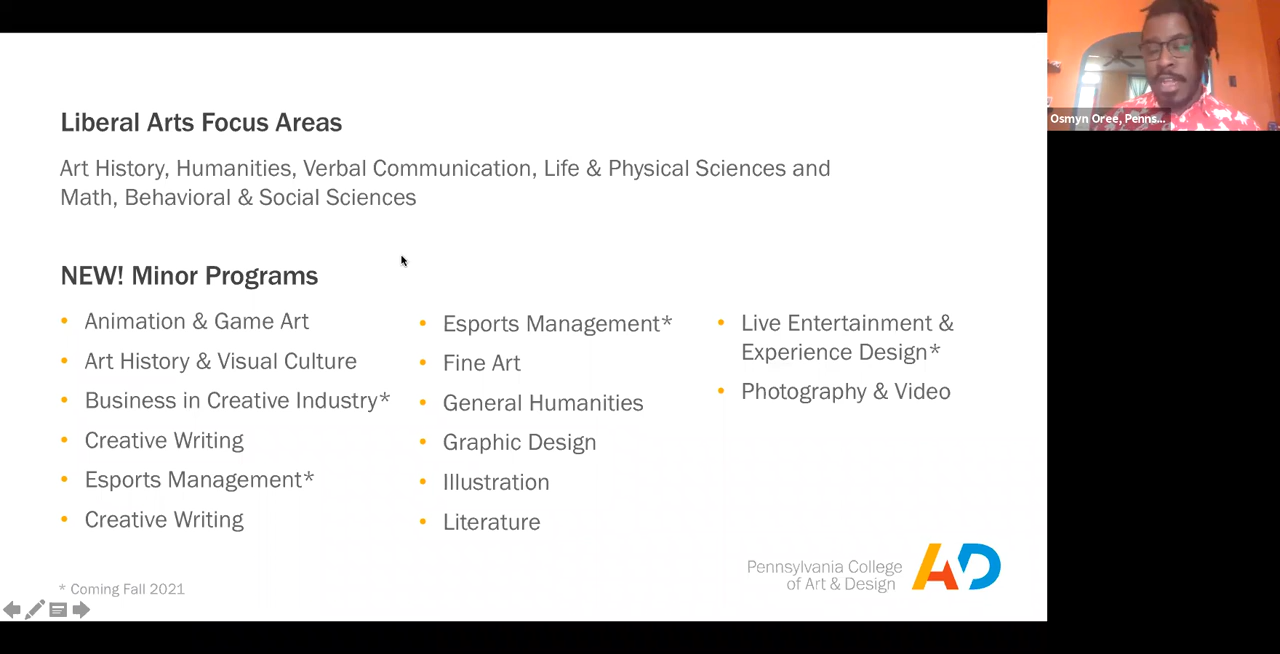 Liberal Arts Focus Areas
Art History, Humanities, Verbal Communication, Life & Physical Sciences and
Math, Behavioral & Social Sciences
NEW! Minor Programs
• Animation & Game Art
• Art History & Visual Culture
• Business in Creative Industry*
• Creative Writing
• Esports Management*
• Creative Writing
• Esports Management*
• Fine Art
• General Humanities
• Graphic Design
• Illustration
• Literature
• Live Entertainment &
Experience Design*
• Photography & Video
* Coming Fall 2021
Pennsylvania College
of Art & Design
AD
Osmyn Oree, Penns...